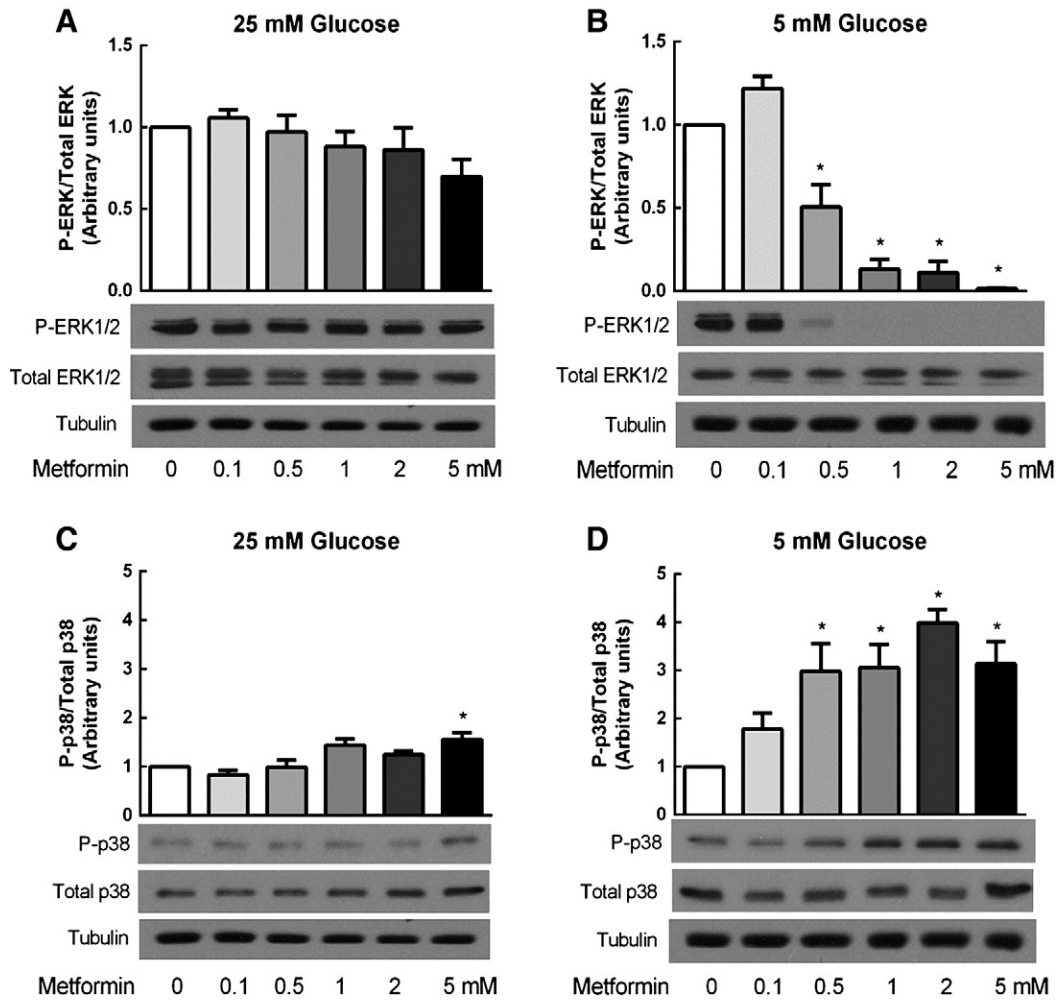 A
25 mM Glucose
P-ERK/Total ERK
(Arbitrary units)
1.5
1.0
0.5
0.0
P-ERK1/2
Total ERK1/2
Tubulin
Metformin 0 0.1 0.5 1 2 5 mM
B
5 mM Glucose
P-ERK/Total ERK
(Arbitrary units)
1.5
1.0
0.5
0.0
* * * *
P-ERK1/2
Total ERK1/2
Tubulin
Metformin 0 0.1 0.5 1 2 5 mM
C
25 mM Glucose
P-p38/Total p38
(Arbitrary units)
5
4
3
2
1
0
*
P-p38
Total p38
Tubulin
Metformin 0 0.1 0.5 1 2 5 mM
D
5 mM Glucose
P-p38/Total p38
(Arbitrary units)
5
4
3
2
1
0
* * * *
P-p38
Total p38
Tubulin
Metformin 0 0.1 0.5 1 2 5 mM